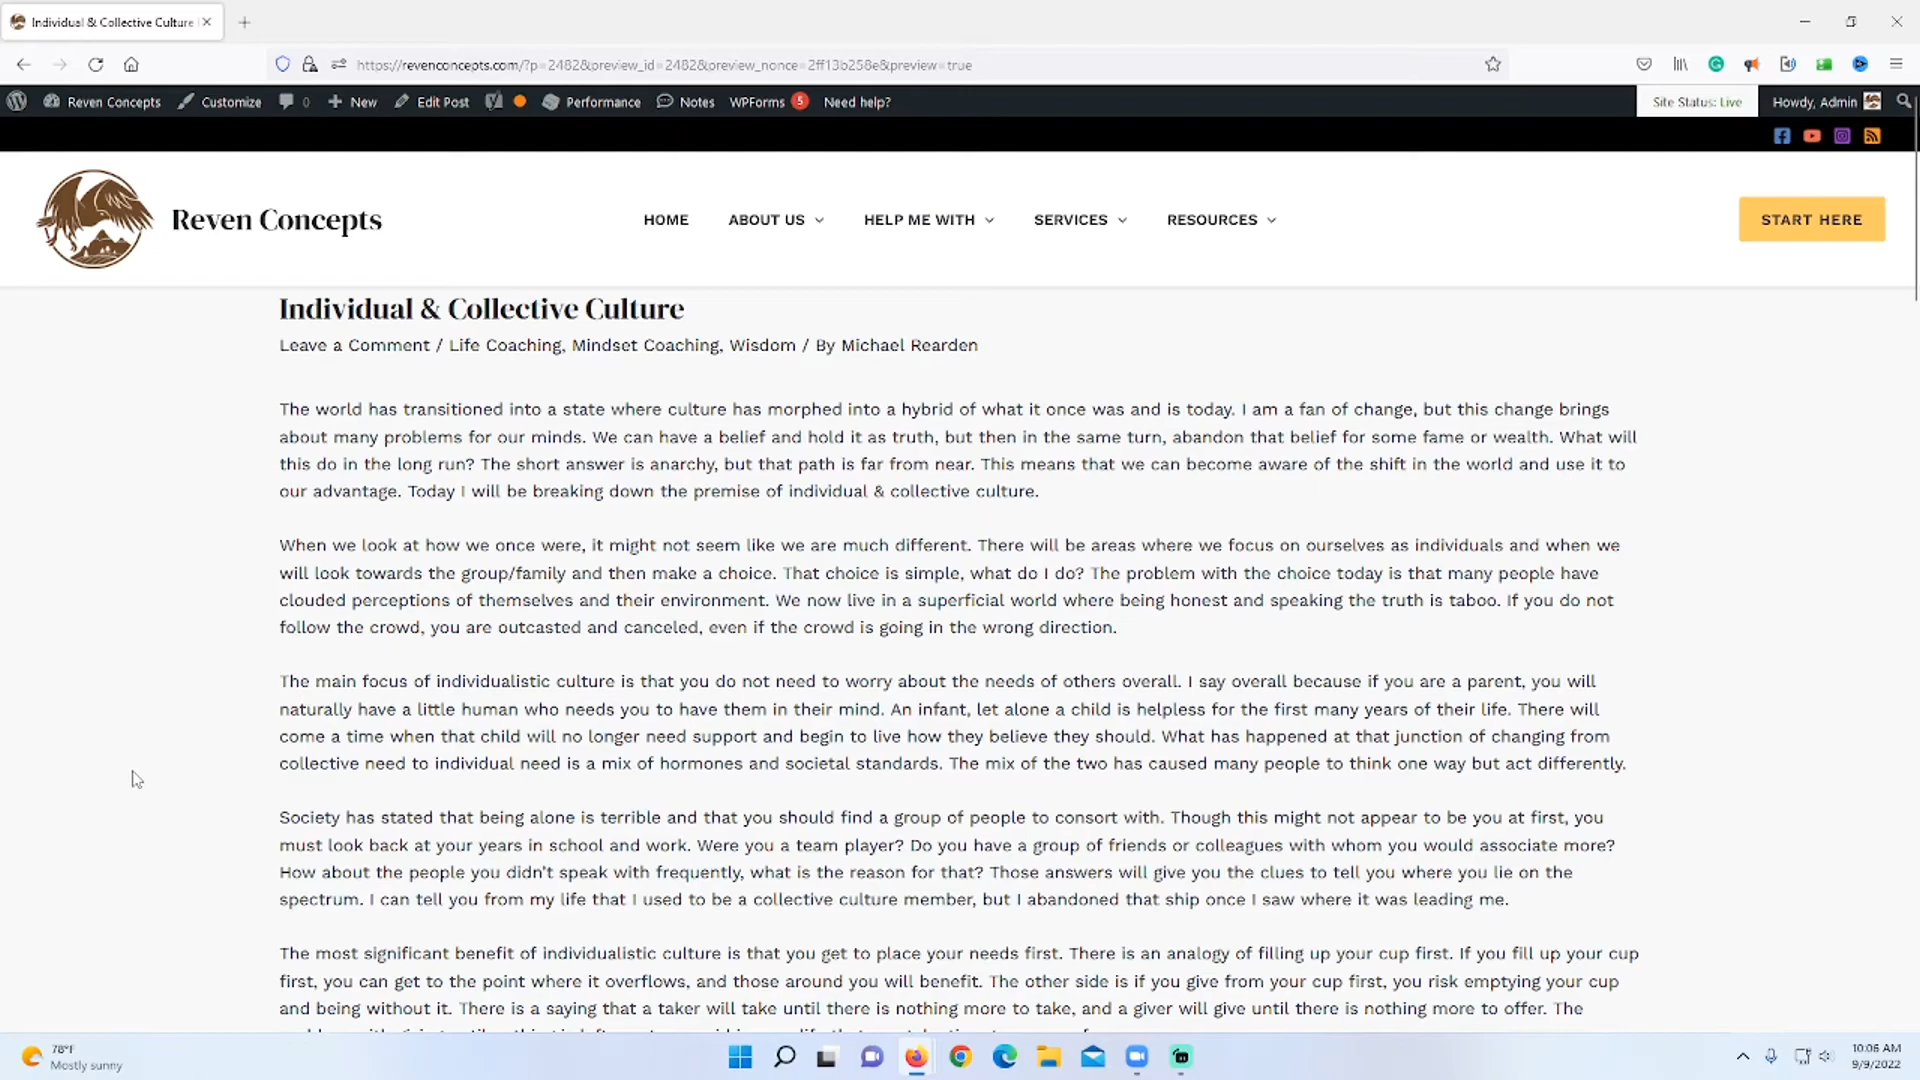 Individual & Collective Culture
https://revenconcepts.com/?p=2482&preview_id=2482&preview_nonce=2ff13b258e&preview=true
Reven Concepts Customize 0 New Edit Post Performance Notes WPForms 5 Need help? Site Status: Live Howdy, Admin
Reven Concepts HOME ABOUT US HELP ME WITH SERVICES RESOURCES START HERE
Individual & Collective Culture
Leave a Comment / Life Coaching, Mindset Coaching, Wisdom / By Michael Rearden
The world has transitioned into a state where culture has morphed into a hybrid of what it once was and is today. I am a fan of change, but this change brings
about many problems for our minds. We can have a belief and hold it as truth, but then in the same turn, abandon that belief for some fame or wealth. What will
this do in the long run? The short answer is anarchy, but that path is far from near. This means that we can become aware of the shift in the world and use it to
our advantage. Today I will be breaking down the premise of individual & collective culture.
When we look at how we once were, it might not seem like we are much different. There will be areas where we focus on ourselves as individuals and when we
will look towards the group/family and then make a choice. That choice is simple, what do I do? The problem with the choice today is that many people have
clouded perceptions of themselves and their environment. We now live in a superficial world where being honest and speaking the truth is taboo. If you do not
follow the crowd, you are outcasted and canceled, even if the crowd is going in the wrong direction.
The main focus of individualistic culture is that you do not need to worry about the needs of others overall. I say overall because if you are a parent, you will
naturally have a little human who needs you to have them in their mind. An infant, let alone a child is helpless for the first many years of their life. There will
come a time when that child will no longer need support and begin to live how they believe they should. What has happened at that junction of changing from
collective need to individual need is a mix of hormones and societal standards. The mix of the two has caused many people to think one way but act differently.
Society has stated that being alone is terrible and that you should find a group of people to consort with. Though this might not appear to be you at first, you
must look back at your years in school and work. Were you a team player? Do you have a group of friends or colleagues with whom you would associate more?
How about the people you didn't speak with frequently, what is the reason for that? Those answers will give you the clues to tell you where you lie on the
spectrum. I can tell you from my life that I used to be a collective culture member, but I abandoned that ship once I saw where it was leading me.
The most significant benefit of individualistic culture is that you get to place your needs first. There is an analogy of filling up your cup first. If you fill up your cup
first, you can get to the point where it overflows, and those around you will benefit. The other side is if you give from your cup first, you risk emptying your cup
and being without it. There is a saying that a taker will take until there is nothing more to take, and a giver will give until there is nothing more to offer. The
78°F
Mostly sunny
10:06 AM
9/9/2022